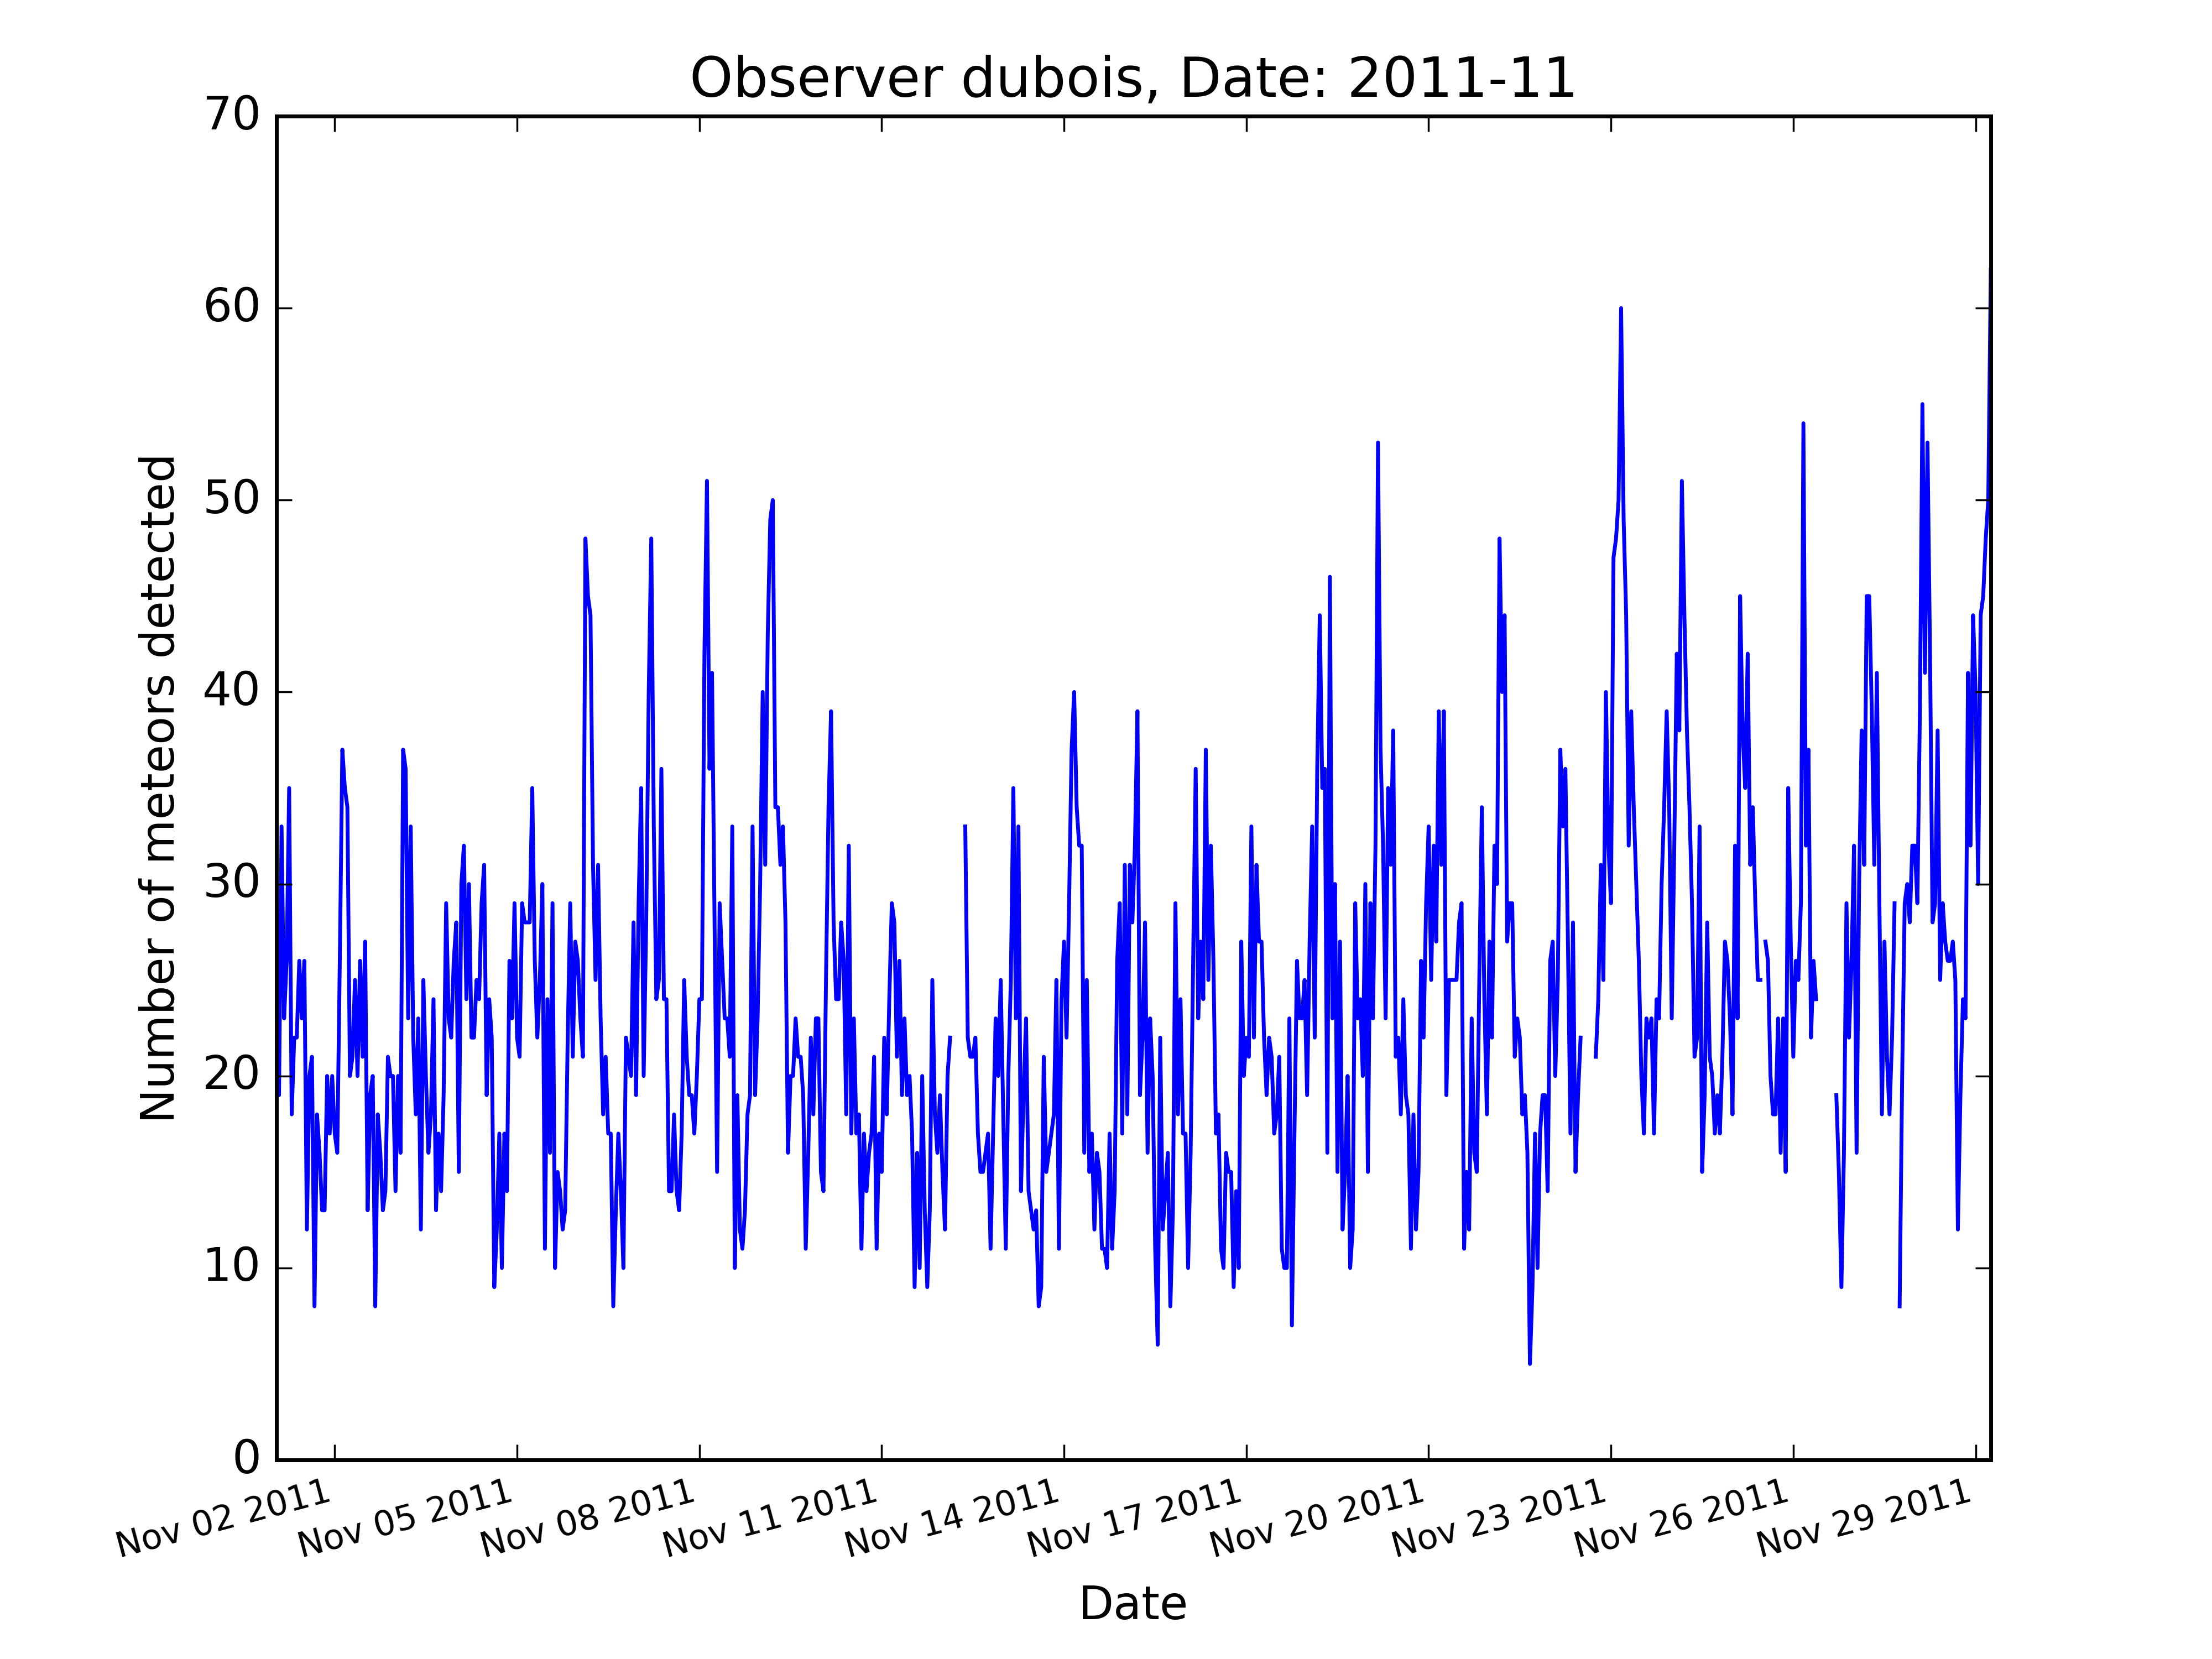 Observer dubois, Date: 2011-11
70
60
50
40
30
20
10
0
Number of meteors detected
Nov 02 2011
Nov 05 2011
Nov 08 2011
Nov 11 2011
Nov 14 2011
Nov 17 2011
Nov 20 2011
Nov 23 2011
Nov 26 2011
Nov 29 2011
Date